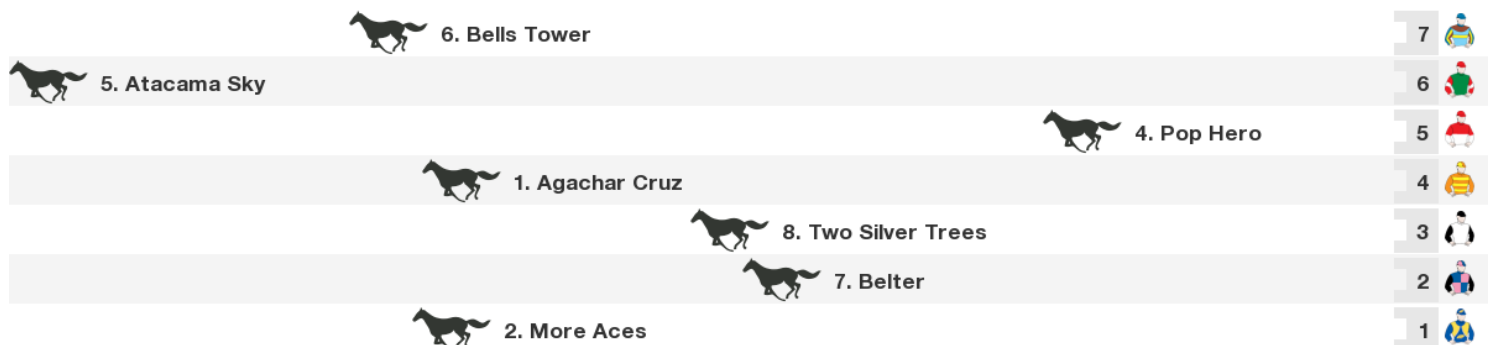 6. Bells Tower 7
5. Atacama Sky 6
4. Pop Hero 5
1. Agachar Cruz 4
8. Two Silver Trees 3
7. Belter 2
2. More Aces 1